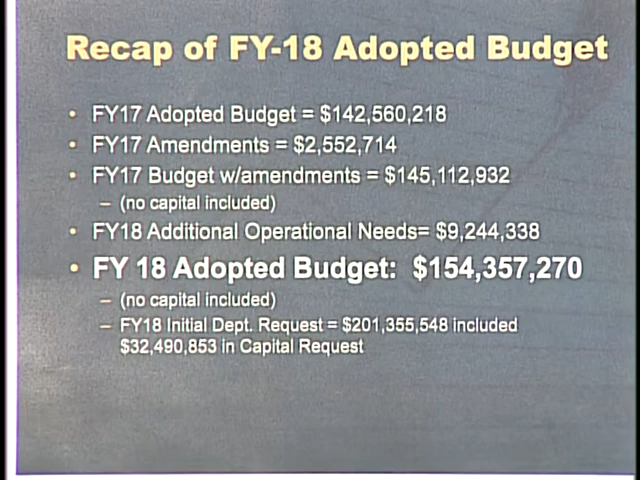 Recap of FY-18 Adopted Budget
• FY17 Adopted Budget = $142,560,218
• FY17 Amendments = $2,552,714
• FY17 Budget w/amendments = $145,112,932
– (no capital included)
• FY18 Additional Operational Needs= $9,244,338
• FY 18 Adopted Budget: $154,357,270
– (no capital included)
– FY18 Initial Dept. Request = $201,355,548 included
$32,490,853 in Capital Request